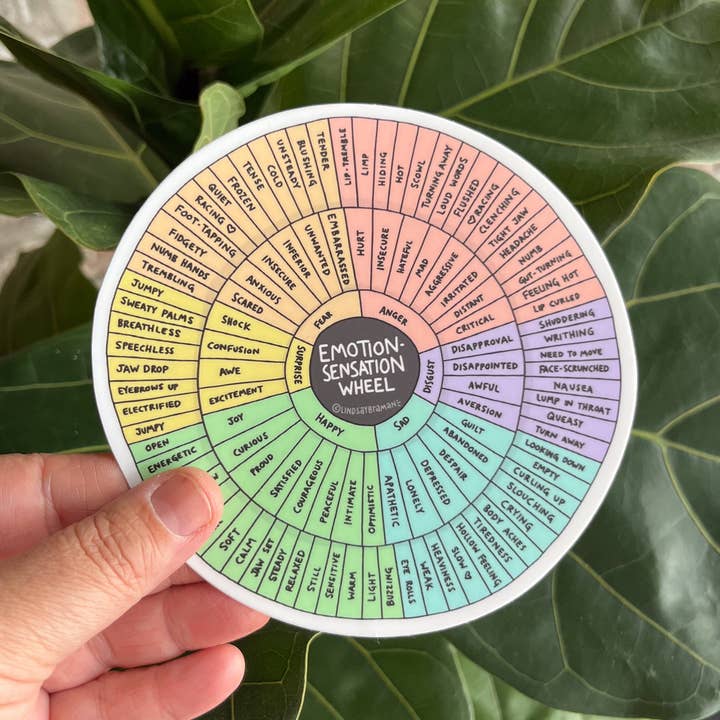 EMOTION-
SENSATION
WHEEL
©LINDSAYBRAMAN
FEAR
ANGER
DISGUST
SAD
HAPPY
SURPRISE
HURT
INSECURE
HATEFUL
MAD
AGGRESSIVE
IRRITATED
DISTANT
CRITICAL
DISAPPROVAL
DISAPPOINTED
AWFUL
AVERSION
GUILT
ABANDONED
DESPAIR
DEPRESSED
LONELY
APATHETIC
OPTIMISTIC
INTIMATE
PEACEFUL
COURAGEOUS
SATISFIED
PROUD
CURIOUS
JOY
EXCITEMENT
AWE
CONFUSION
SHOCK
SCARED
ANXIOUS
INSECURE
INFERIOR
UNWANTED
EMBARRASSED
LIP-TREMBLE
LIMP
HIDING
HOT
SCOWL
TURNING AWAY
LOUD WORDS
FLUSHED
♡ RACING
CLENCHING
TIGHT JAW
HEADACHE
NUMB
GUT-TURNING
FEELING HOT
LIP CURLED
SHUDDERING
WRITHING
NEED TO MOVE
FACE-SCRUNCHED
NAUSEA
LUMP IN THROAT
QUEASY
TURN AWAY
LOOKING DOWN
EMPTY
CURLING UP
SLOUCHING
CRYING
BODY ACHES
TIREDNESS
HOLLOW FEELING
SLOW ♡
HEAVINESS
WEAK
EYE ROLLS
BUZZING
LIGHT
WARM
SENSITIVE
STILL
RELAXED
STEADY
JAW SET
CALM
SOFT
ENERGETIC
OPEN
JUMPY
ELECTRIFIED
EYEBROWS UP
JAW DROP
SPEECHLESS
BREATHLESS
SWEATY PALMS
JUMPY
TREMBLING
NUMB HANDS
FIDGETY
FOOT-TAPPING
RACING ♡
QUIET
FROZEN
TENSE
COLD
UNSTEADY
BLUSHING
TENDER